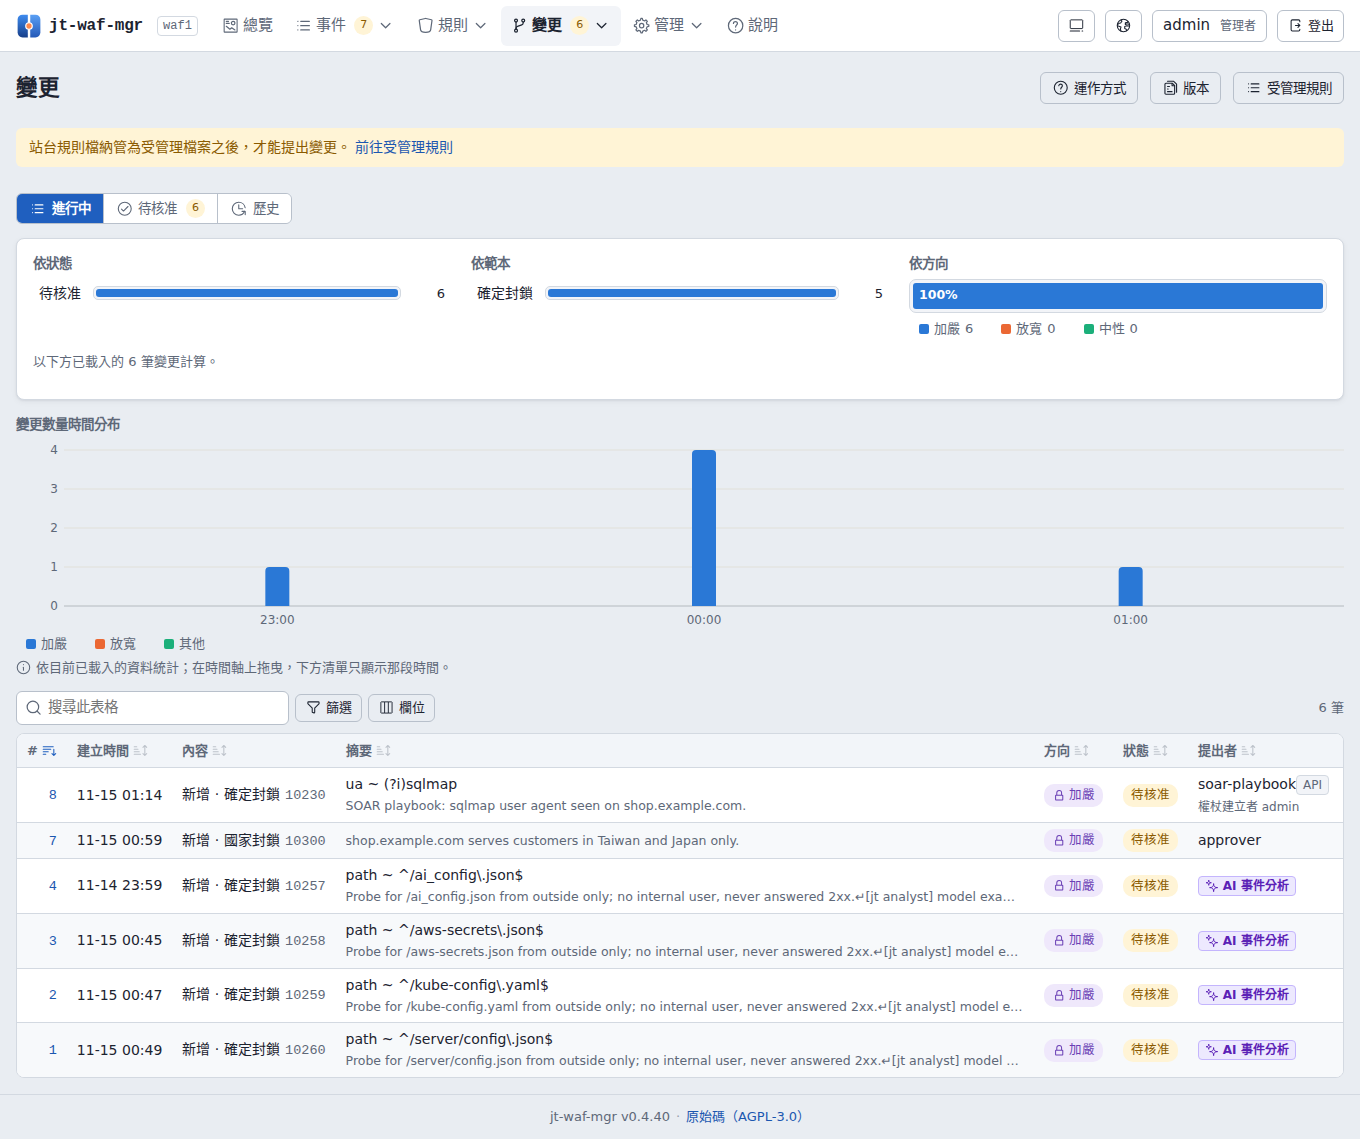 jt-waf-mgr waf1 總覽 事件 7 規則 變更 6 管理 說明 admin 管理者 登出
變更 運作方式 版本 受管理規則
站台規則檔納管為受管理檔案之後，才能提出變更。 前往受管理規則
進行中 待核准 6 歷史
依狀態 依範本 依方向
待核准 6 確定封鎖 5 100%
加嚴 6 放寬 0 中性 0
以下方已載入的 6 筆變更計算。
變更數量時間分布
4
3
2
1
0
23:00 00:00 01:00
加嚴 放寬 其他
依目前已載入的資料統計；在時間軸上拖曳，下方清單只顯示那段時間。
搜尋此表格 篩選 欄位 6 筆
# 建立時間 內容 摘要 方向 狀態 提出者
8 11-15 01:14 新增 · 確定封鎖 10230 ua ~ (?i)sqlmap 加嚴 待核准 soar-playbook API
SOAR playbook: sqlmap user agent seen on shop.example.com. 權杖建立者 admin
7 11-15 00:59 新增 · 國家封鎖 10300 shop.example.com serves customers in Taiwan and Japan only. 加嚴 待核准 approver
4 11-14 23:59 新增 · 確定封鎖 10257 path ~ ^/ai_config\.json$ 加嚴 待核准 AI 事件分析
Probe for /ai_config.json from outside only; no internal user, never answered 2xx.↵[jt analyst] model exa…
3 11-15 00:45 新增 · 確定封鎖 10258 path ~ ^/aws-secrets\.json$ 加嚴 待核准 AI 事件分析
Probe for /aws-secrets.json from outside only; no internal user, never answered 2xx.↵[jt analyst] model e…
2 11-15 00:47 新增 · 確定封鎖 10259 path ~ ^/kube-config\.yaml$ 加嚴 待核准 AI 事件分析
Probe for /kube-config.yaml from outside only; no internal user, never answered 2xx.↵[jt analyst] model e…
1 11-15 00:49 新增 · 確定封鎖 10260 path ~ ^/server/config\.json$ 加嚴 待核准 AI 事件分析
Probe for /server/config.json from outside only; no internal user, never answered 2xx.↵[jt analyst] model …
jt-waf-mgr v0.4.40 · 原始碼（AGPL-3.0）